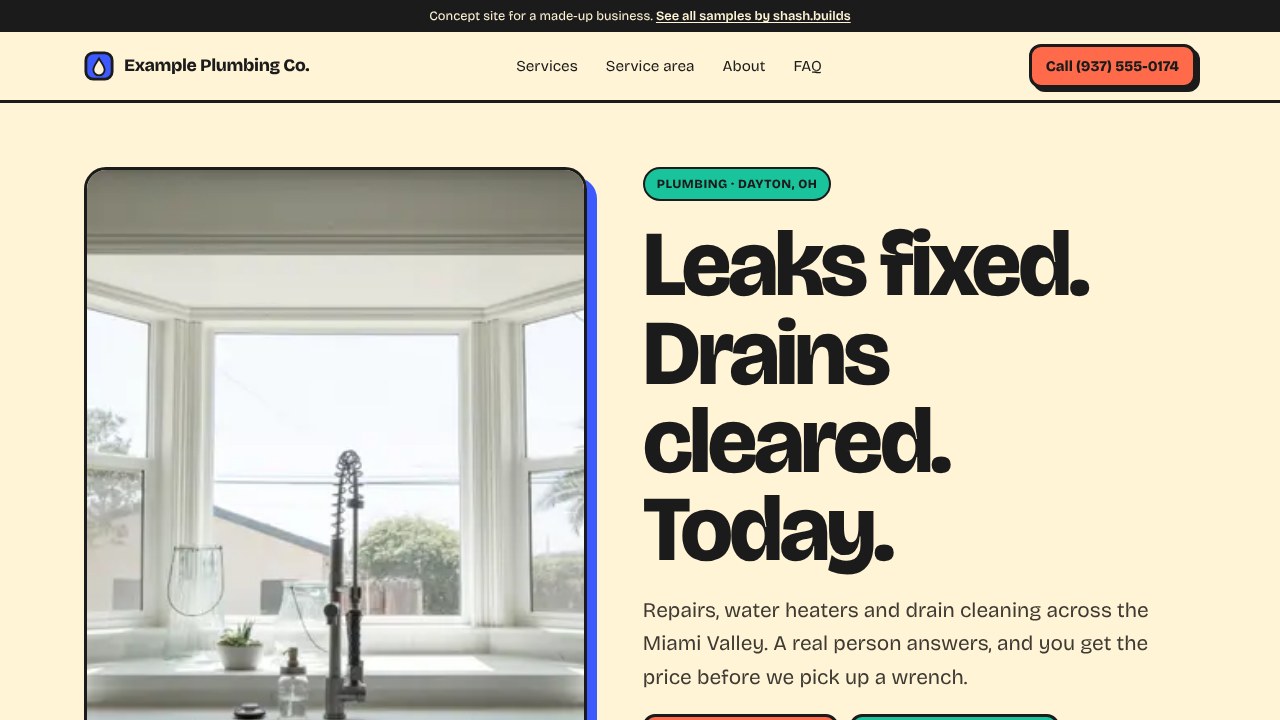 Concept site for a made-up business. See all samples by shash.builds
Example Plumbing Co.
Services
Service area
About
FAQ
Call (937) 555-0174
PLUMBING · DAYTON, OH
Leaks fixed.
Drains
cleared.
Today.
Repairs, water heaters and drain cleaning across the
Miami Valley. A real person answers, and you get the
price before we pick up a wrench.